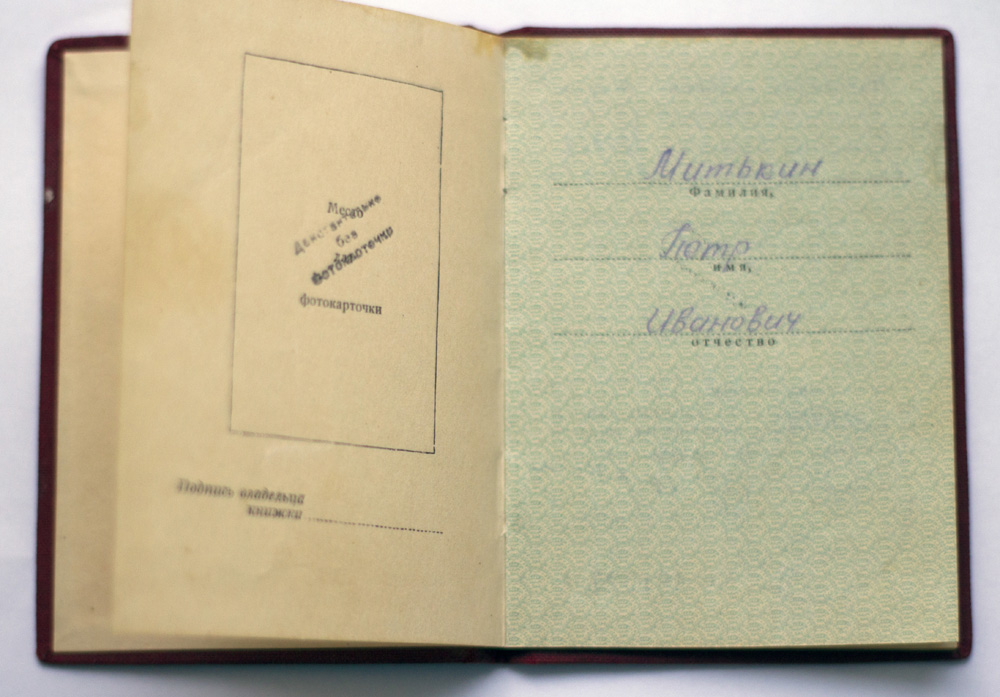 Место
Действительно
без
фотокарточки
фотокарточки
Подпись владельца
книжки
Митькин
Фамилия,
Петр
имя,
Иванович
отчество